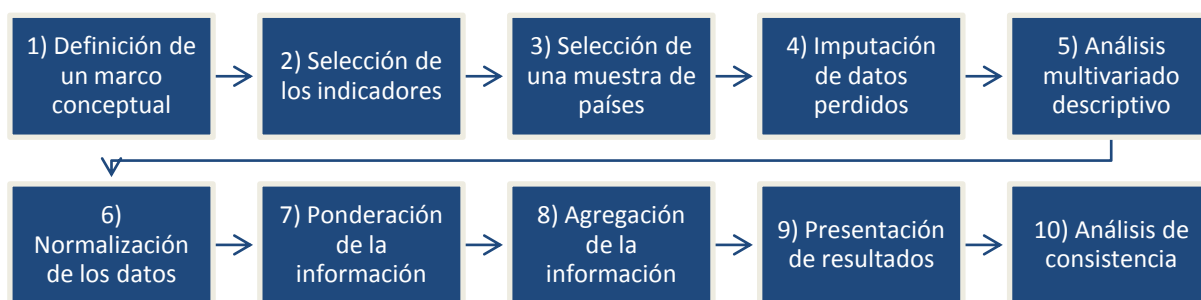 1) Definición de
un marco
conceptual
2) Selección de
los indicadores
3) Selección de
una muestra de
países
4) Imputación
de datos
perdidos
5) Análisis
multivariado
descriptivo
6)
Normalización
de los datos
7) Ponderación
de la
información
8) Agregación
de la
información
9) Presentación
de resultados
10) Análisis de
consistencia